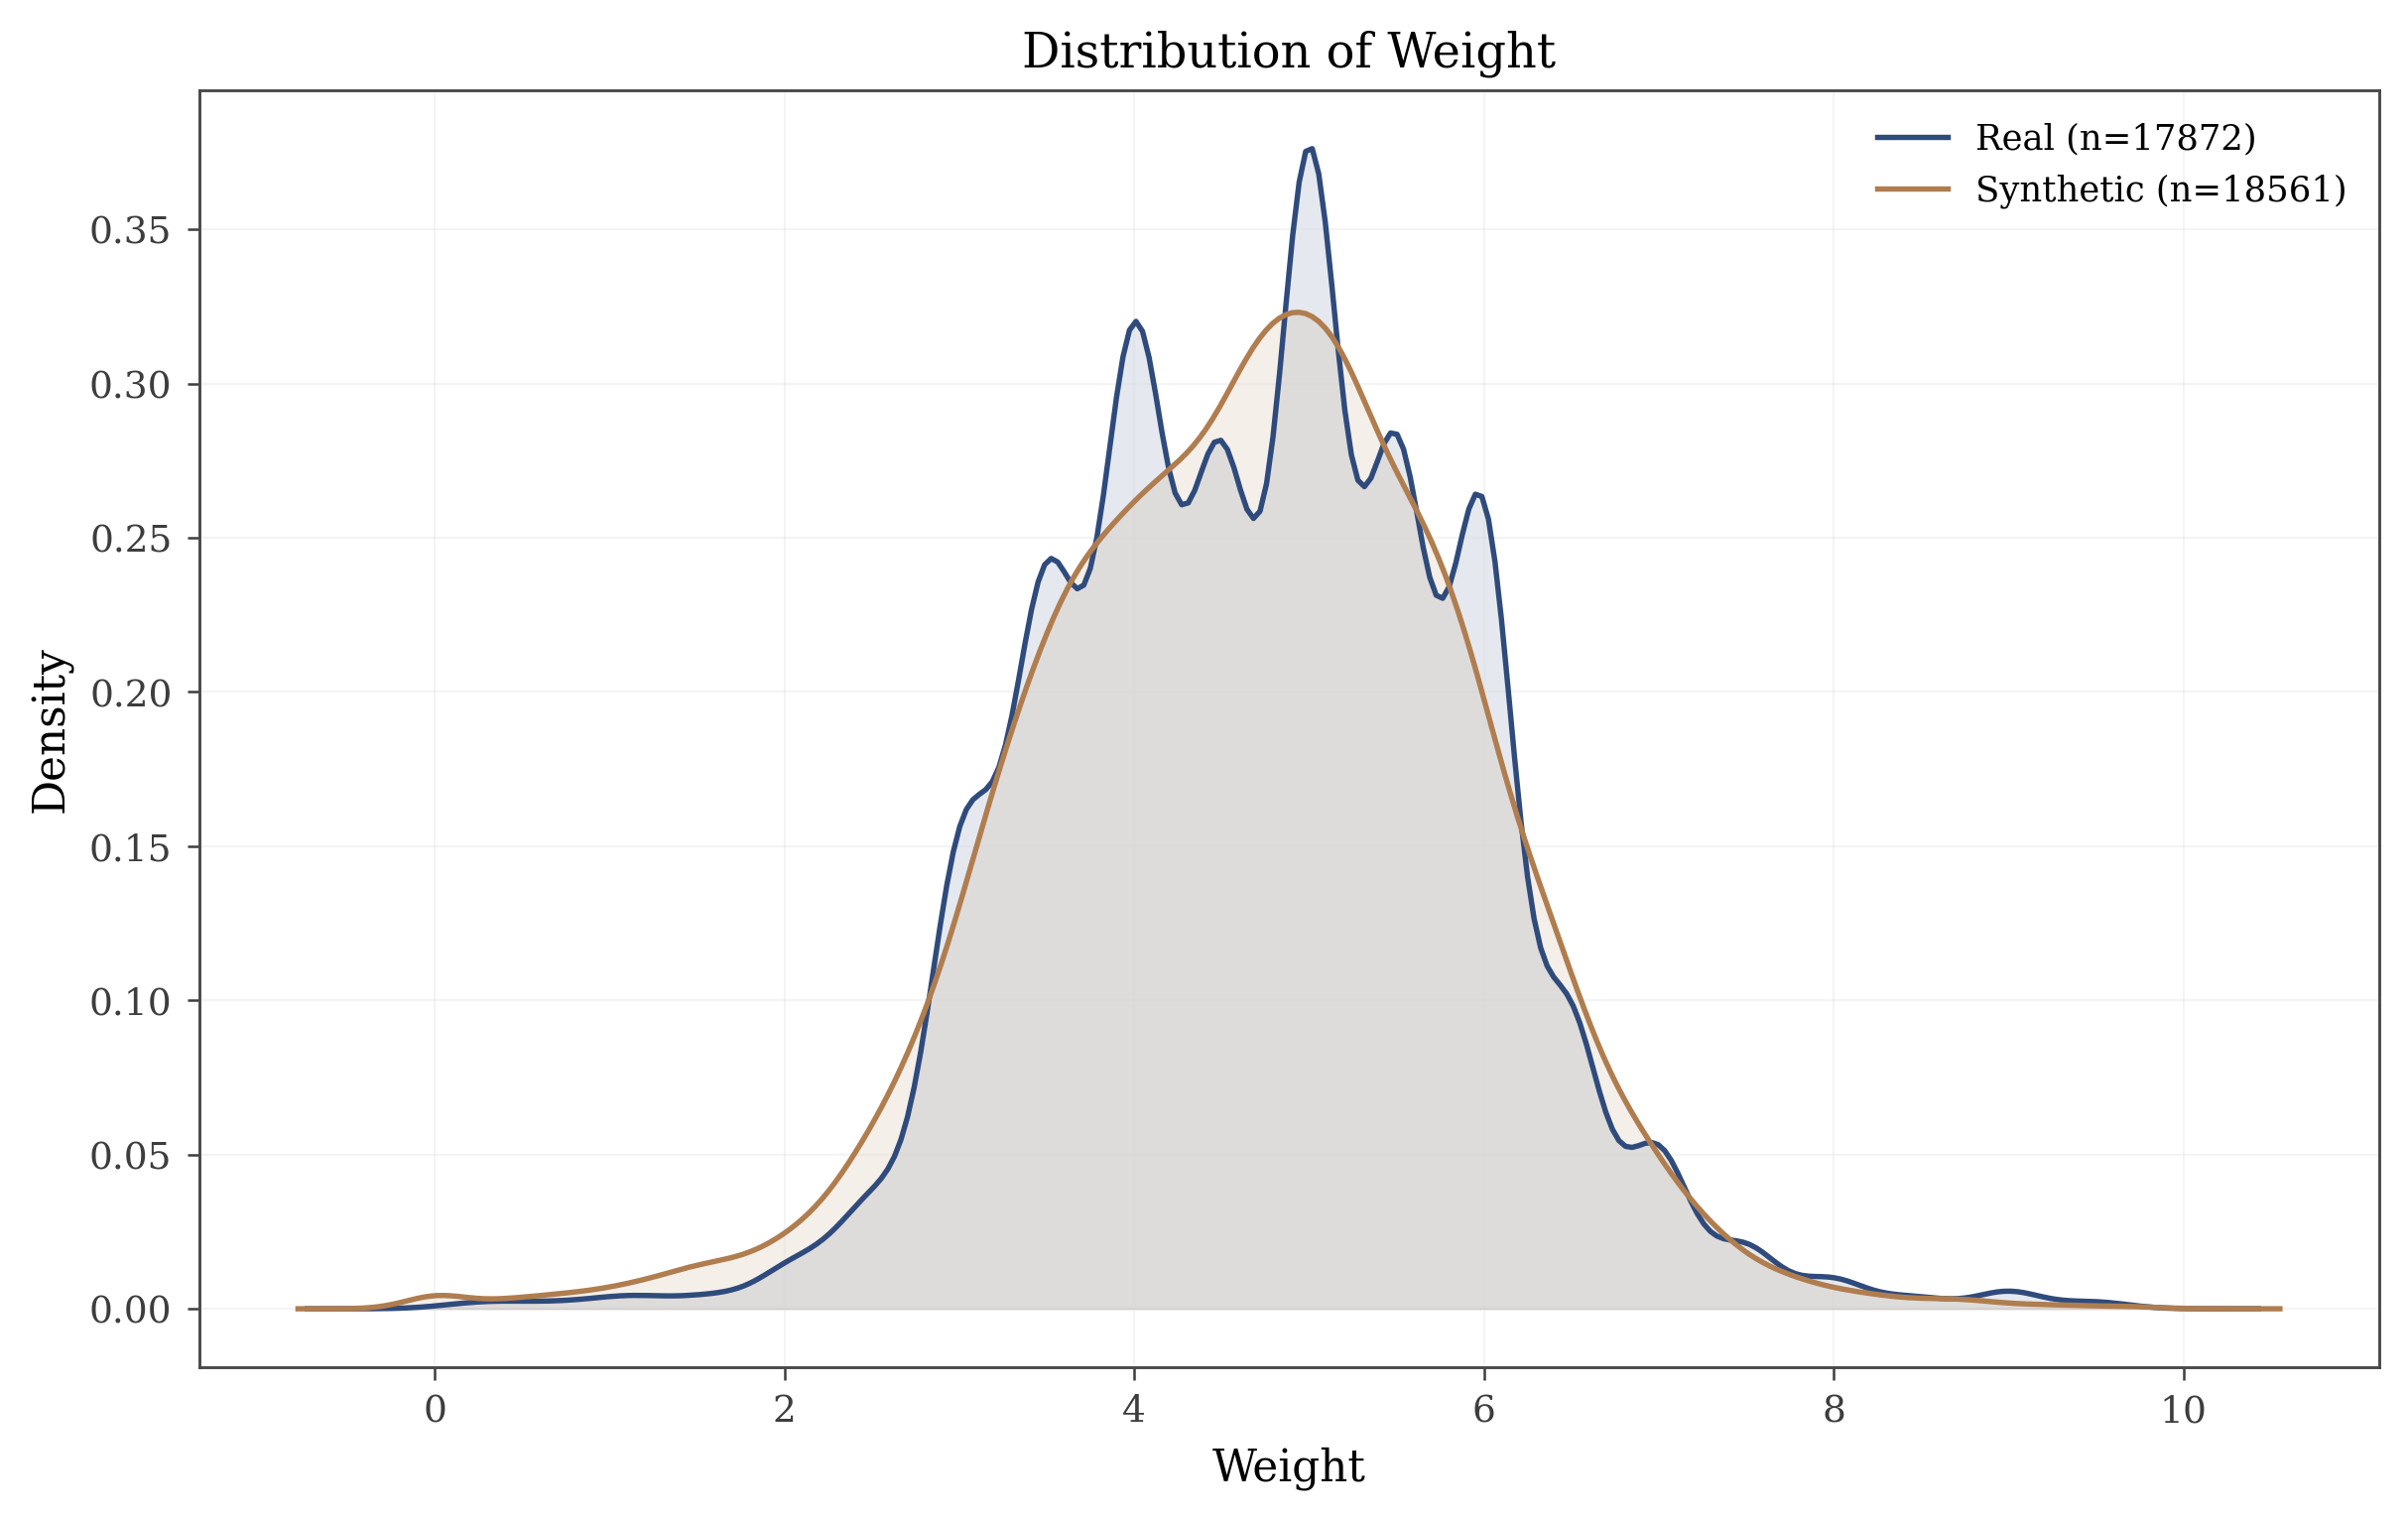 Distribution of Weight
Real (n=17872)
Synthetic (n=18561)
Density
0.35
0.30
0.25
0.20
0.15
0.10
0.05
0.00
0 2 4 6 8 10
Weight